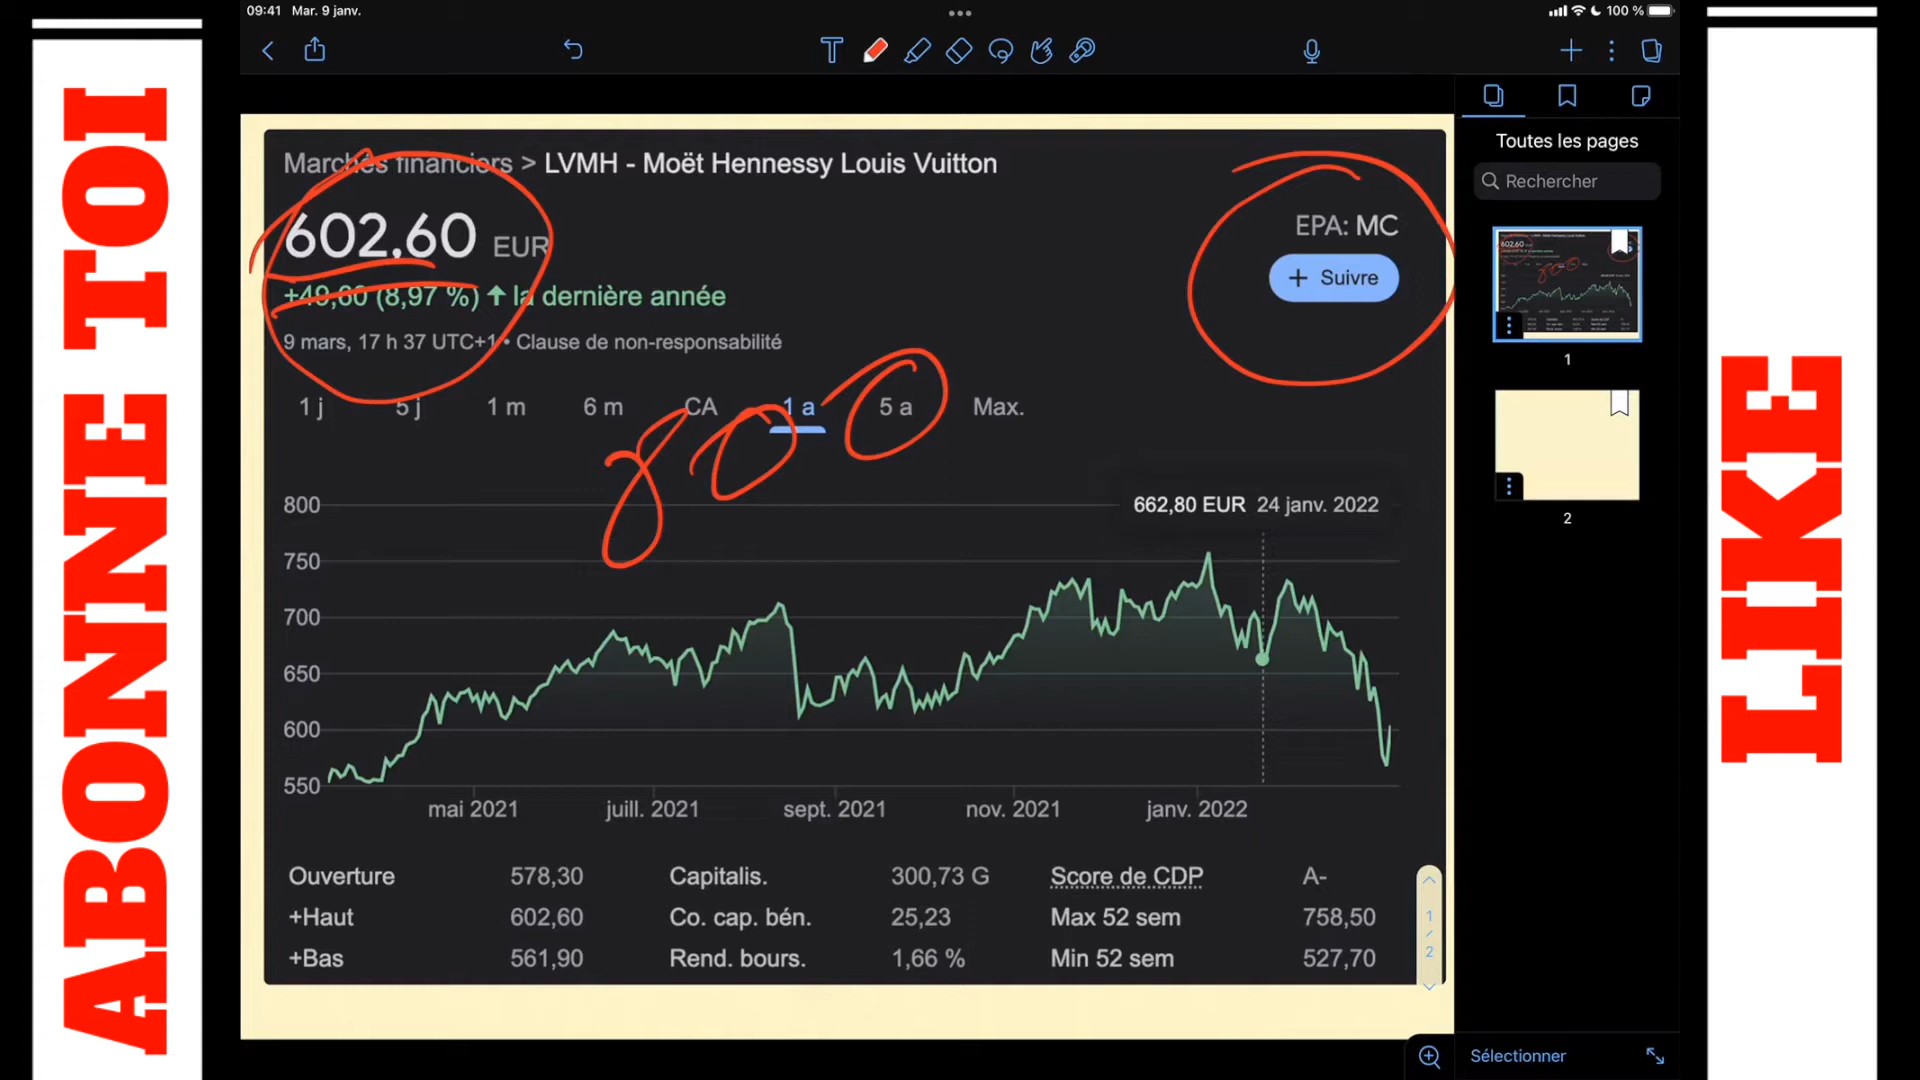 09:41 Mar. 9 janv.
100 %
ABONNE TOI
LIKE
Toutes les pages
Rechercher
1
2
Marchés financiers > LVMH - Moët Hennessy Louis Vuitton
602,60 EUR
EPA: MC
+ Suivre
+49,60 (8,97 %) ↑ la dernière année
9 mars, 17 h 37 UTC+1 • Clause de non-responsabilité
1 j 5 j 1 m 6 m CA 1 a 5 a Max.
800
662,80 EUR 24 janv. 2022
800
750
700
650
600
550
mai 2021 juill. 2021 sept. 2021 nov. 2021 janv. 2022
Ouverture 578,30 Capitalis. 300,73 G Score de CDP A-
+Haut 602,60 Co. cap. bén. 25,23 Max 52 sem 758,50
+Bas 561,90 Rend. bours. 1,66 % Min 52 sem 527,70
1 / 2
Sélectionner